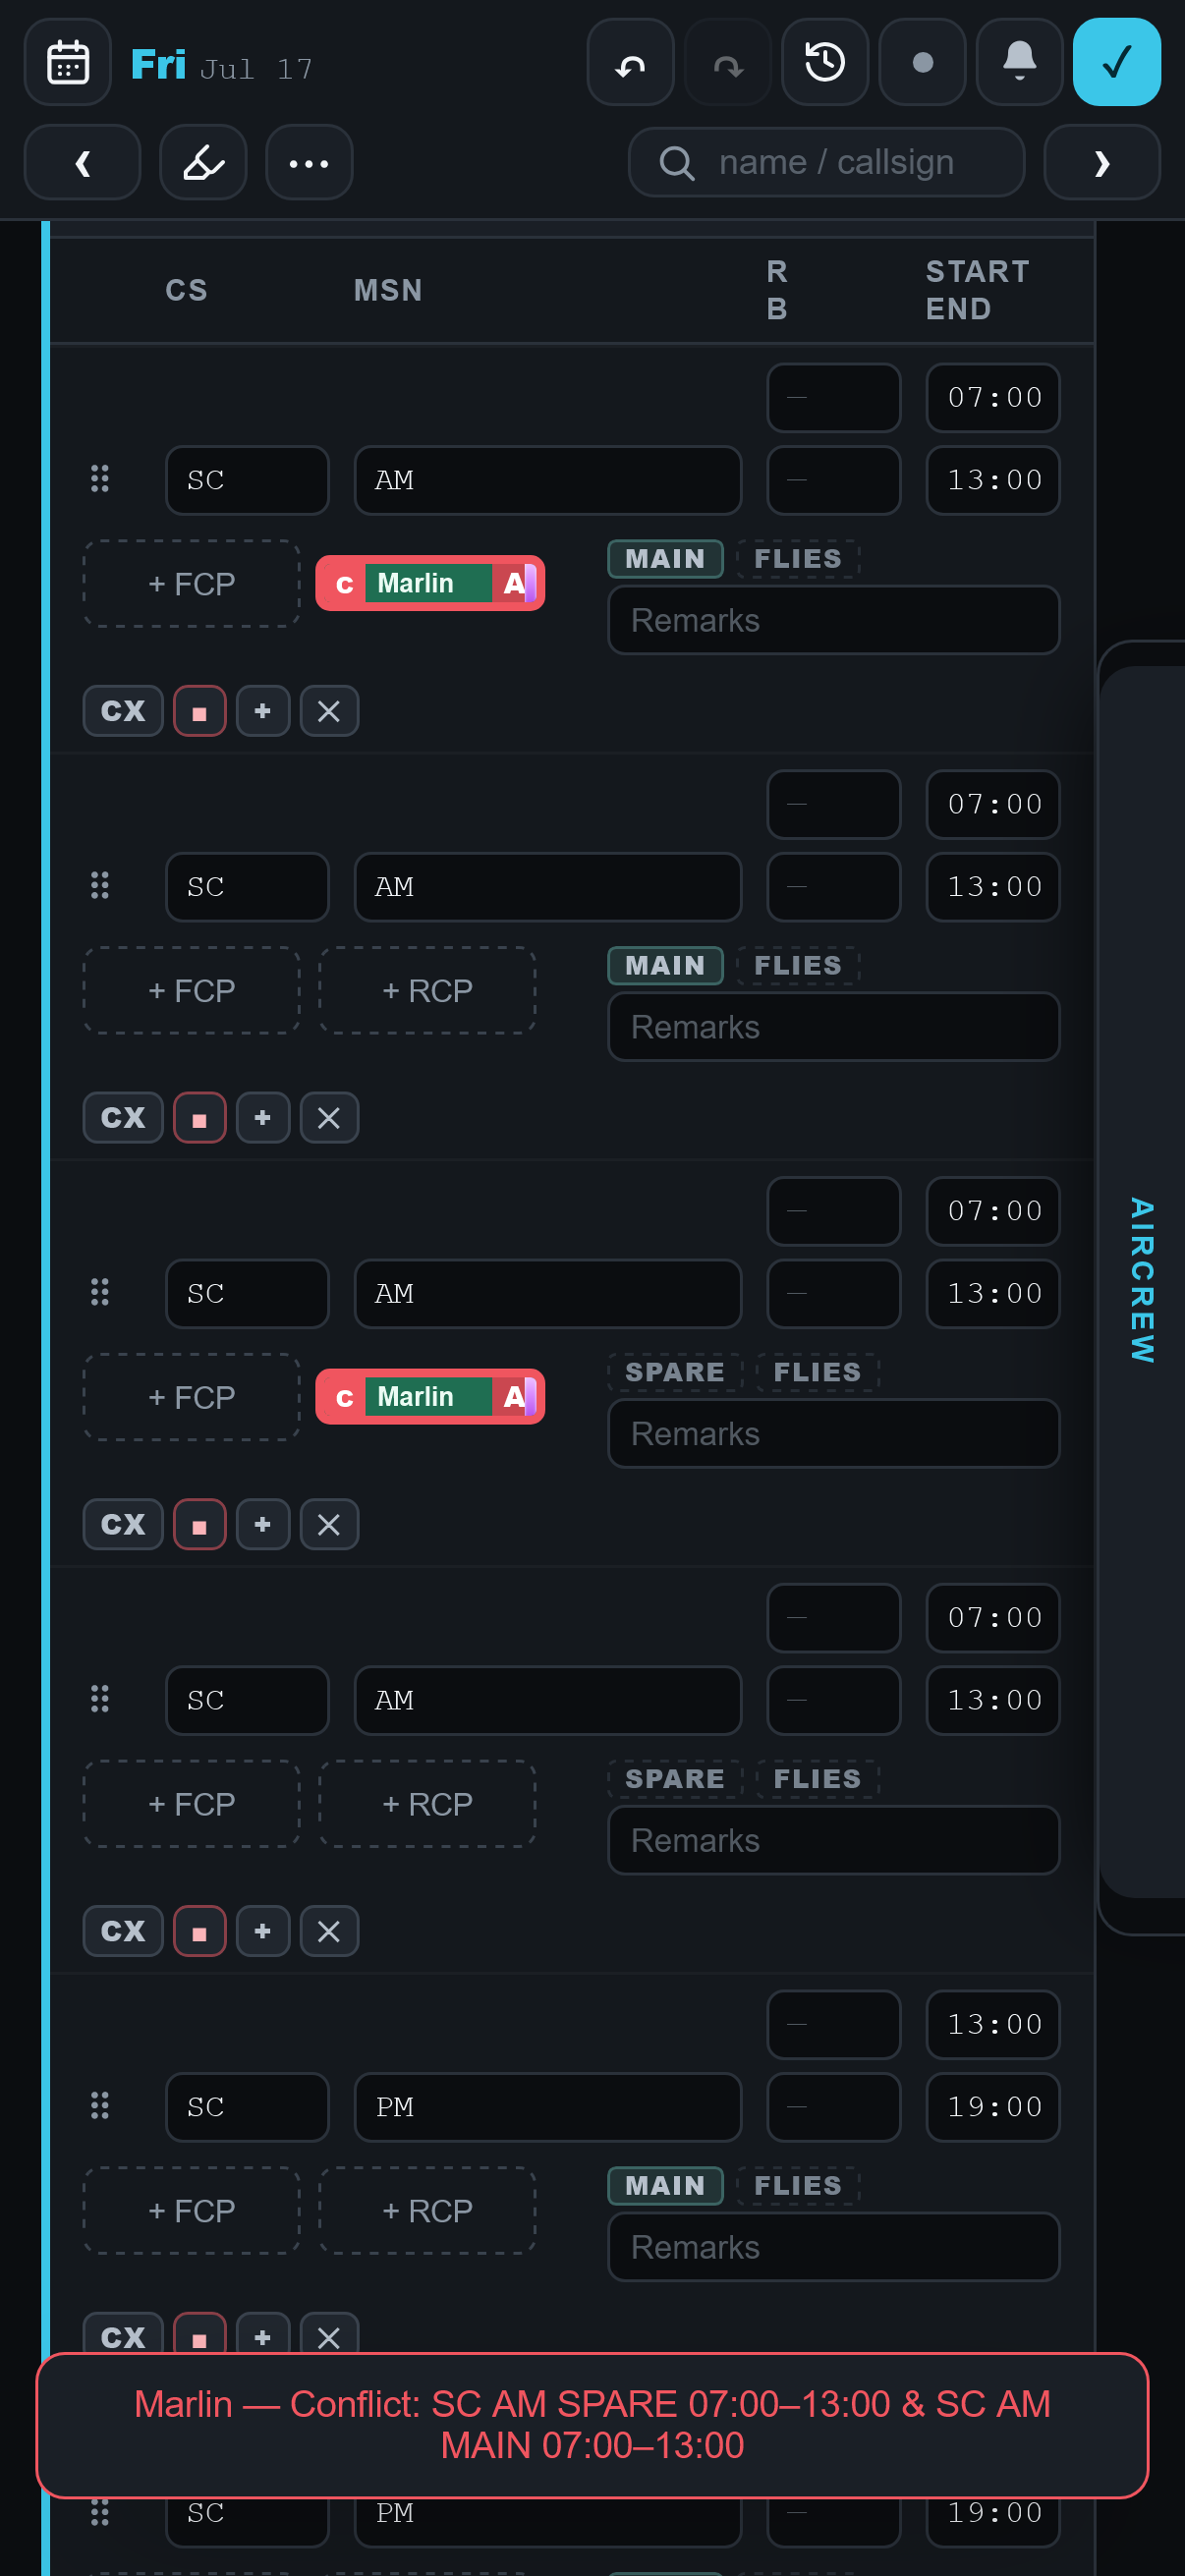 Fri Jul 17
name / callsign
CS MSN R B START END
— 07:00
SC AM — 13:00
+ FCP c Marlin A MAIN FLIES
Remarks
CX +
— 07:00
SC AM — 13:00
+ FCP + RCP MAIN FLIES
Remarks
CX +
— 07:00
SC AM — 13:00
+ FCP c Marlin A SPARE FLIES
Remarks
CX +
— 07:00
SC AM — 13:00
+ FCP + RCP SPARE FLIES
Remarks
CX +
— 13:00
SC PM — 19:00
+ FCP + RCP MAIN FLIES
Remarks
CX +
Marlin — Conflict: SC AM SPARE 07:00–13:00 & SC AM
MAIN 07:00–13:00
SC PM — 19:00
AIRCREW